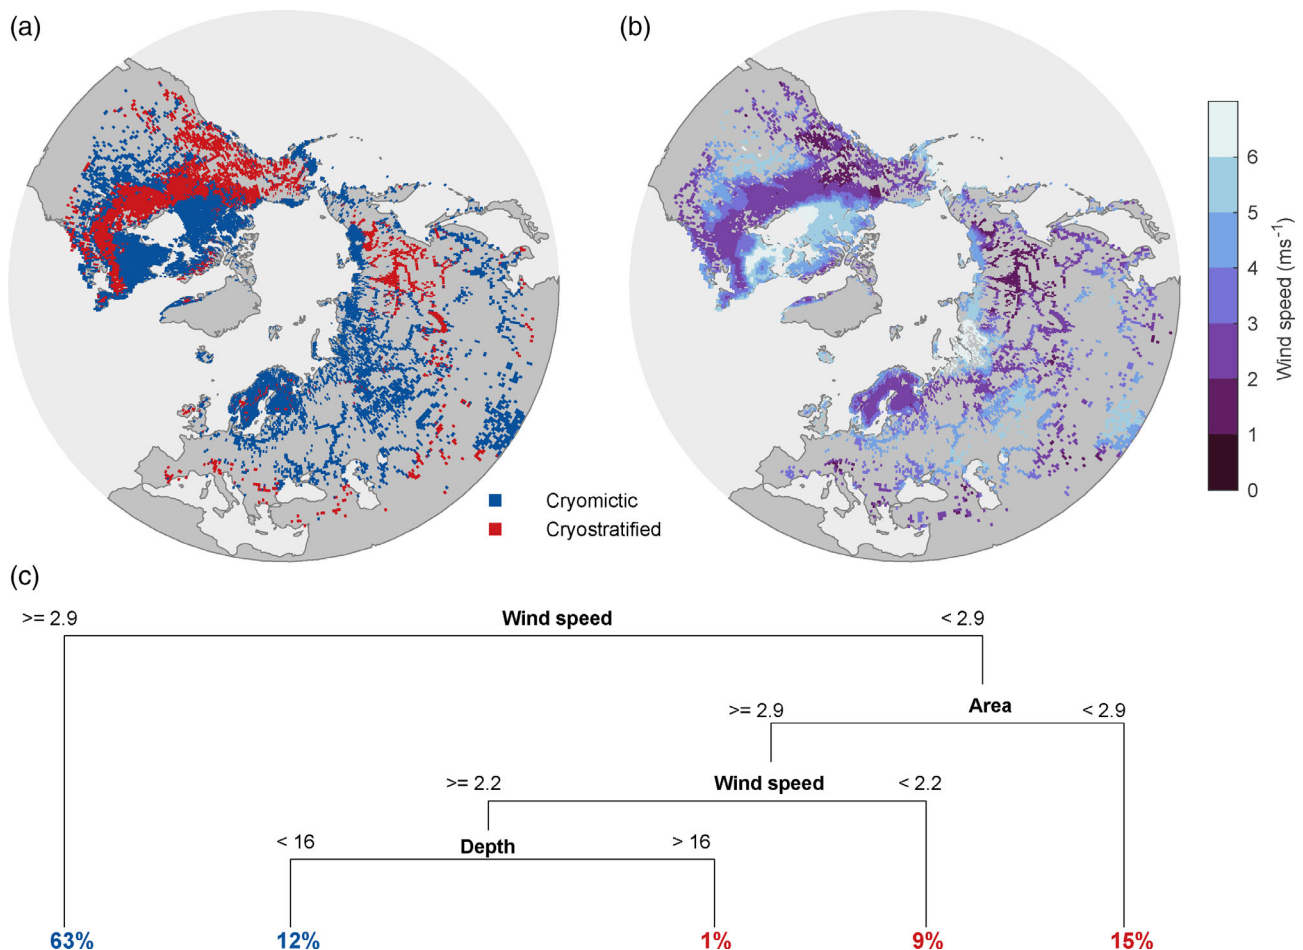 (a)
(b)
6
5
4
3
2
1
0
Wind speed (ms⁻¹)
Cryomictic
Cryostratified
(c)
>= 2.9
Wind speed
< 2.9
>= 2.9
Area
< 2.9
>= 2.2
Wind speed
< 2.2
< 16
Depth
> 16
63%
12%
1%
9%
15%